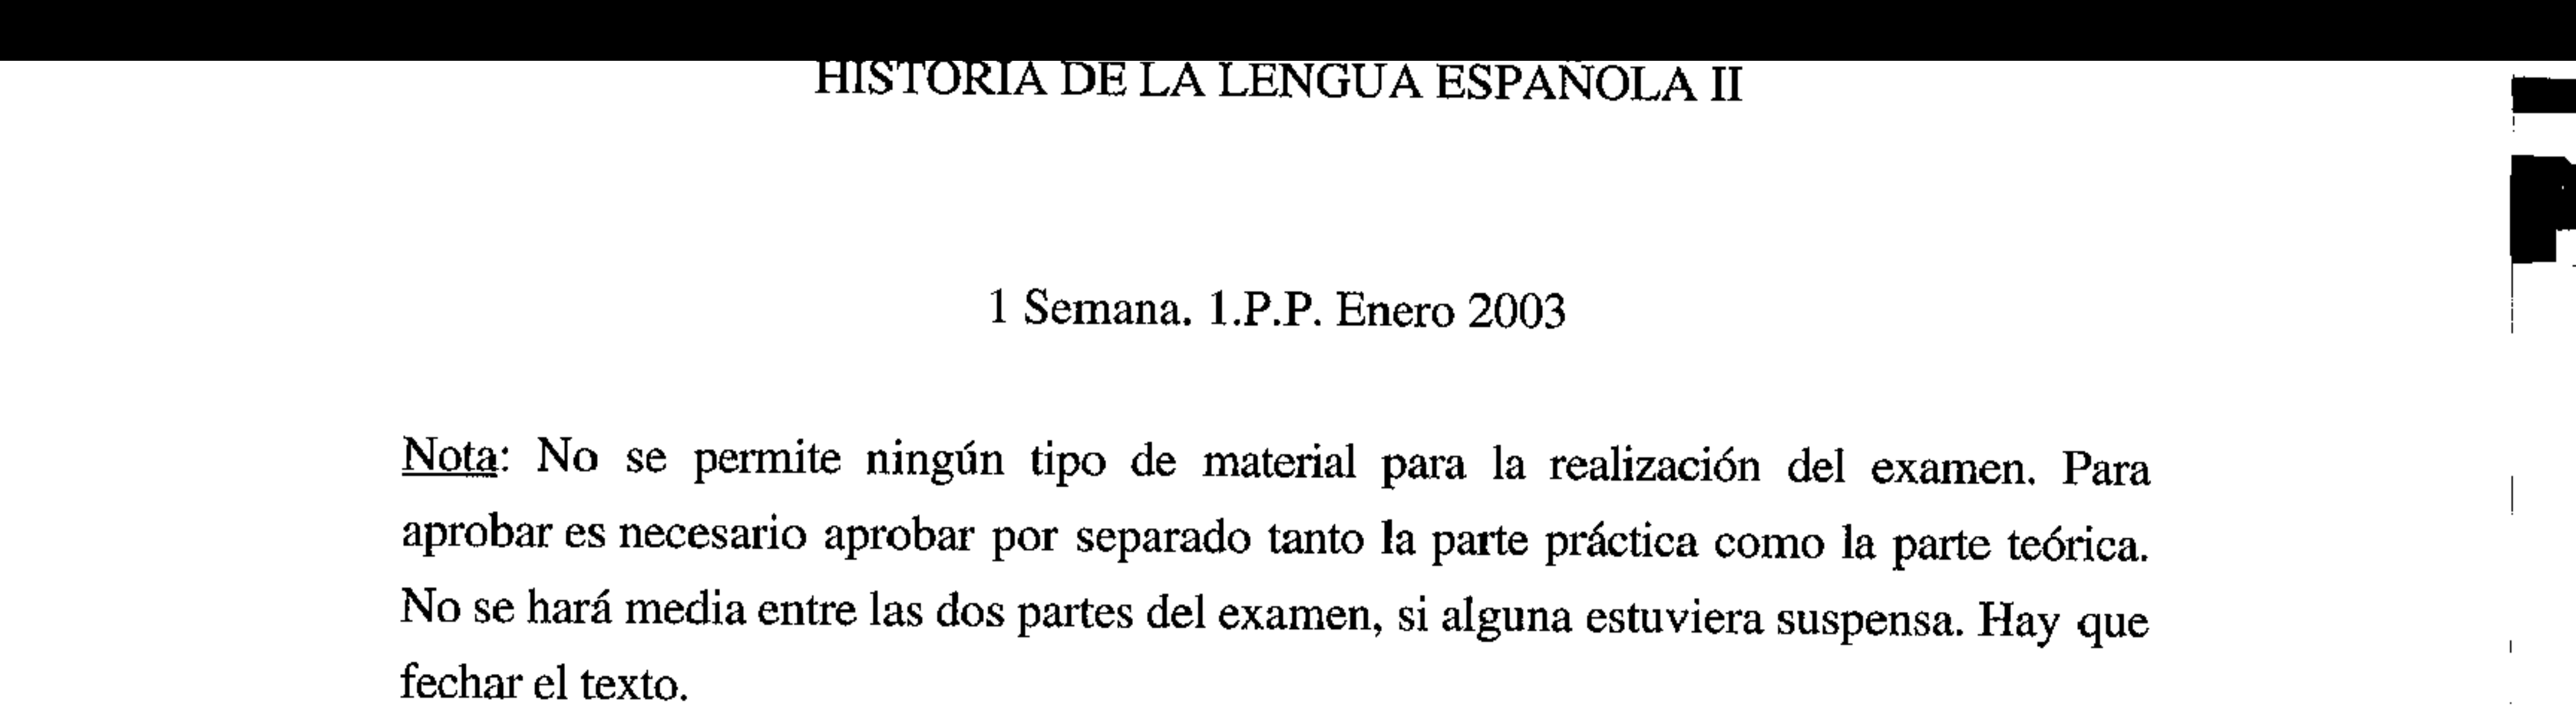 HISTORIA DE LA LENGUA ESPAÑOLA II
1 Semana. 1.P.P. Enero 2003
Nota: No se permite ningún tipo de material para la realización del examen. Para
aprobar es necesario aprobar por separado tanto la parte práctica como la parte teórica.
No se hará media entre las dos partes del examen, si alguna estuviera suspensa. Hay que
fechar el texto.